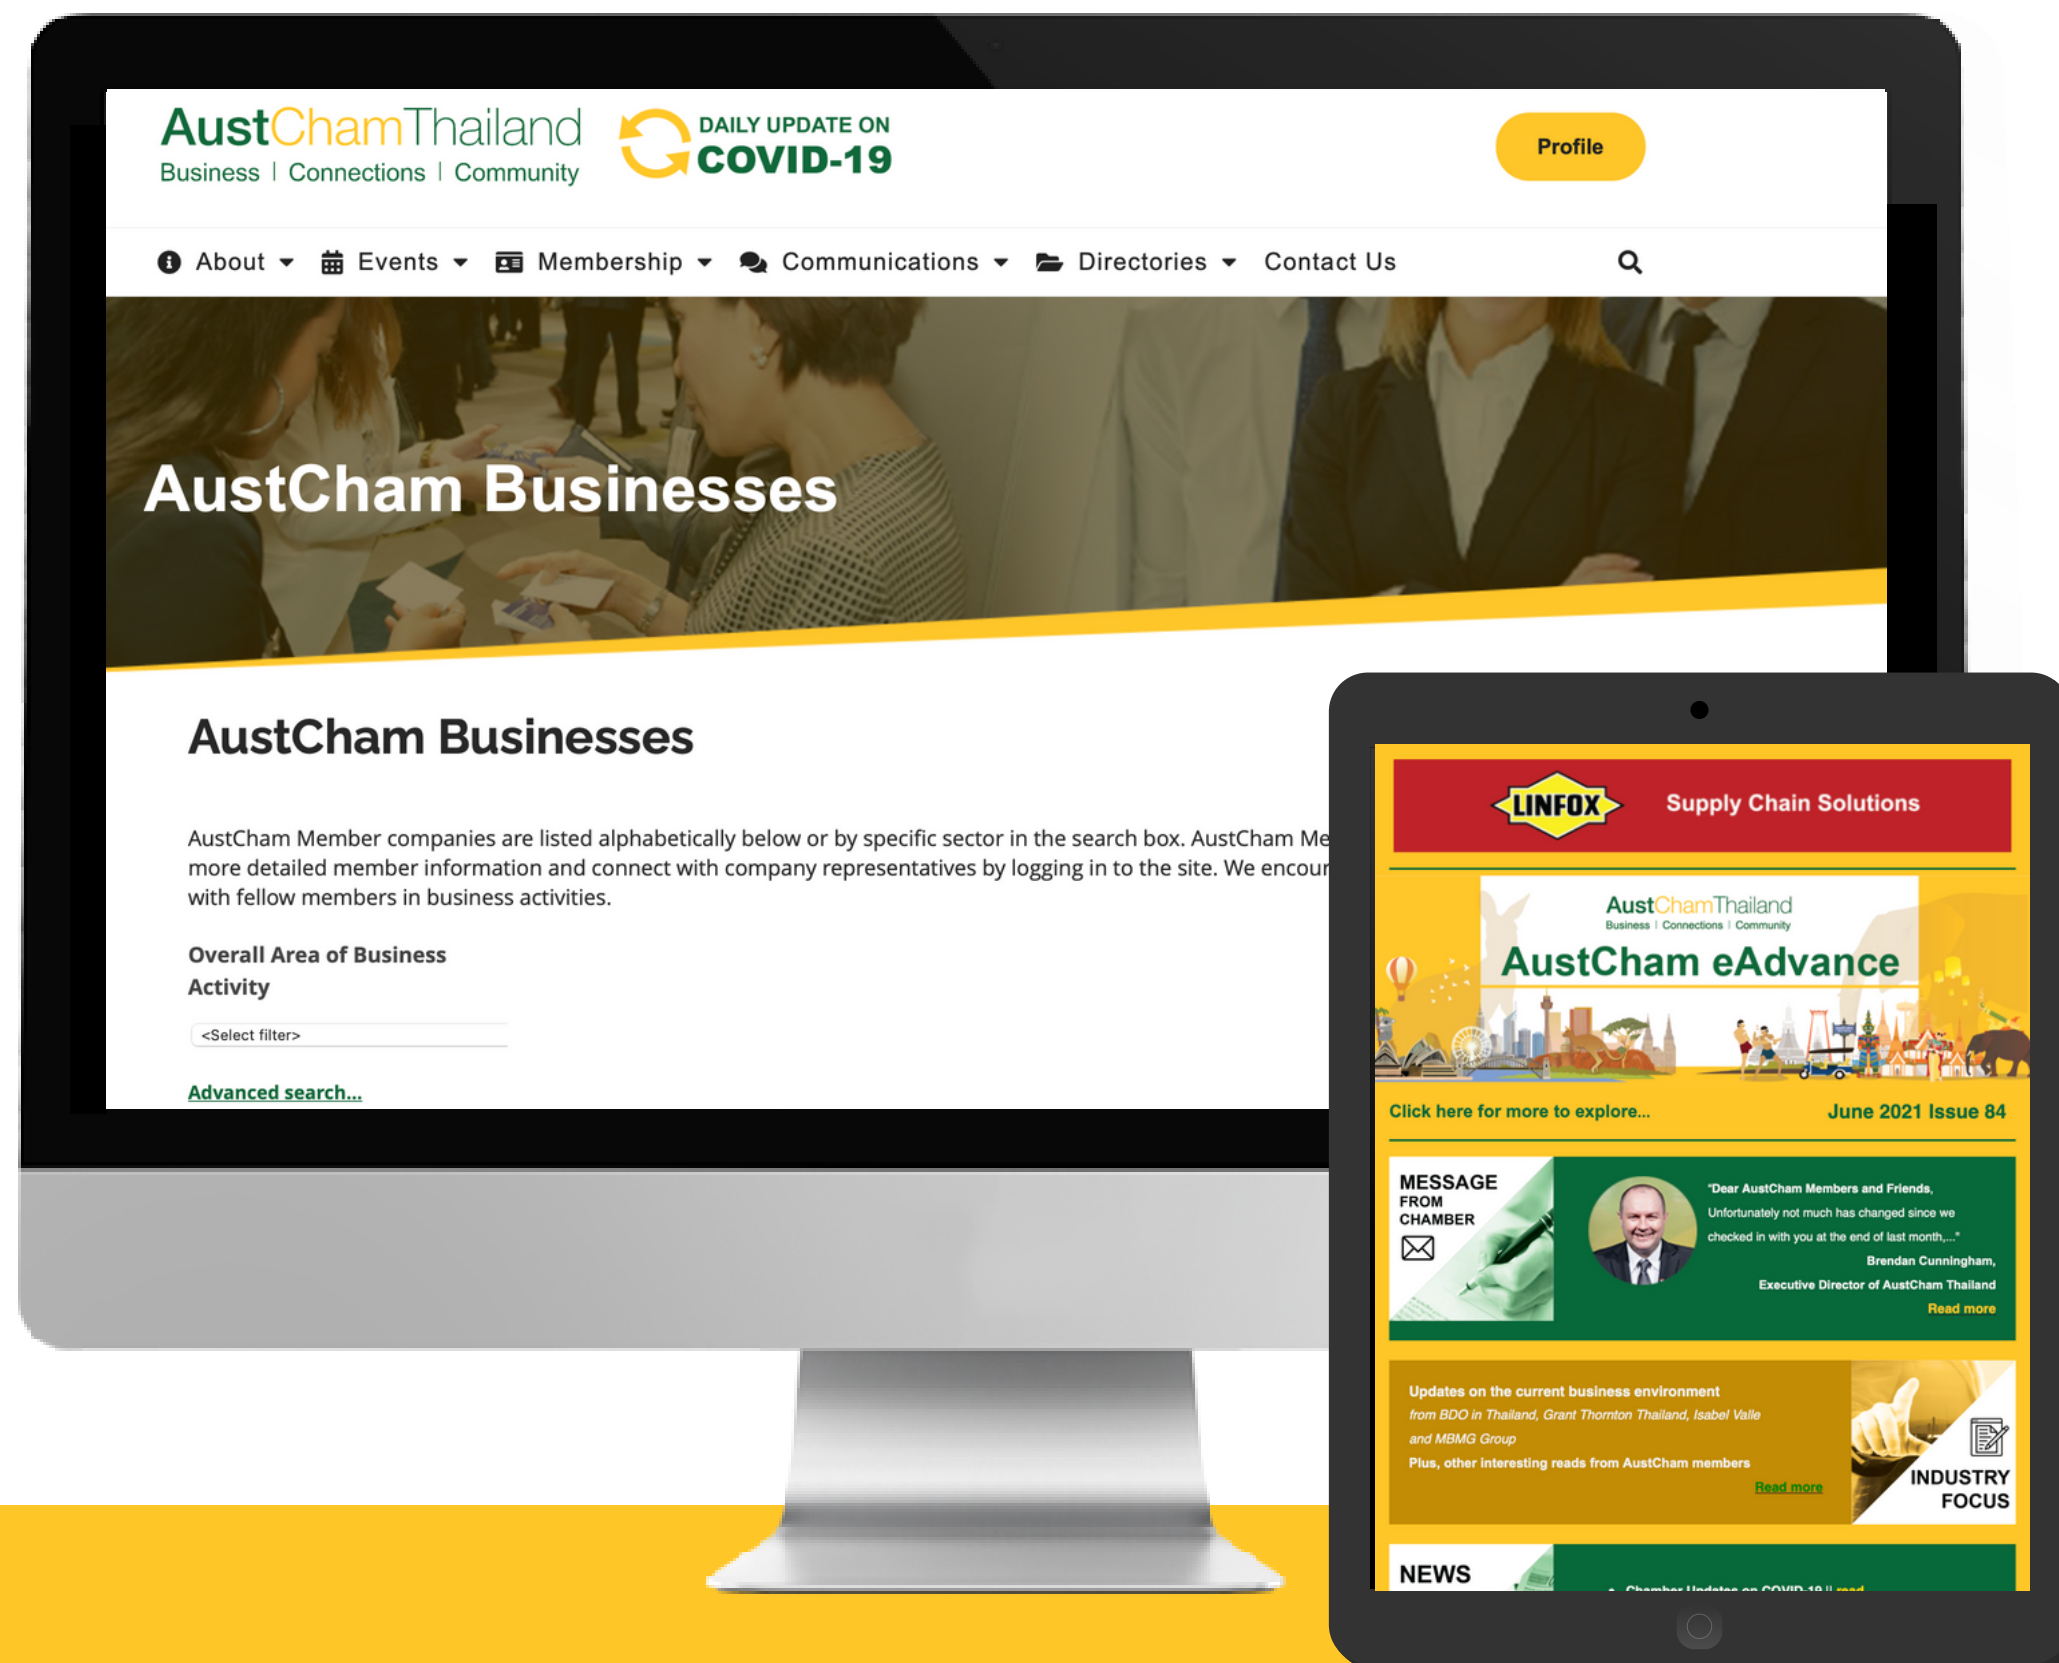 AustChamThailand
Business | Connections | Community
DAILY UPDATE ON
COVID-19
Profile
About
Events
Membership
Communications
Directories
Contact Us
AustCham Businesses
AustCham Businesses
AustCham Member companies are listed alphabetically below or by specific sector in the search box. AustCham Me
more detailed member information and connect with company representatives by logging in to the site. We encour
with fellow members in business activities.
Overall Area of Business
Activity
<Select filter>
Advanced search...
LINFOX
Supply Chain Solutions
AustChamThailand
Business | Connections | Community
AustCham eAdvance
Click here for more to explore...
June 2021 Issue 84
MESSAGE
FROM
CHAMBER
"Dear AustCham Members and Friends,
Unfortunately not much has changed since we
checked in with you at the end of last month,..."
Brendan Cunningham,
Executive Director of AustCham Thailand
Read more
Updates on the current business environment
from BDO in Thailand, Grant Thornton Thailand, Isabel Valle
and MBMG Group
Plus, other interesting reads from AustCham members
Read more
INDUSTRY
FOCUS
NEWS
Chamber Updates on COVID-19 || read